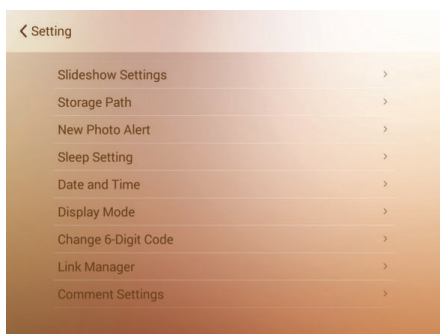 Setting
Slideshow Settings
Storage Path
New Photo Alert
Sleep Setting
Date and Time
Display Mode
Change 6-Digit Code
Link Manager
Comment Settings